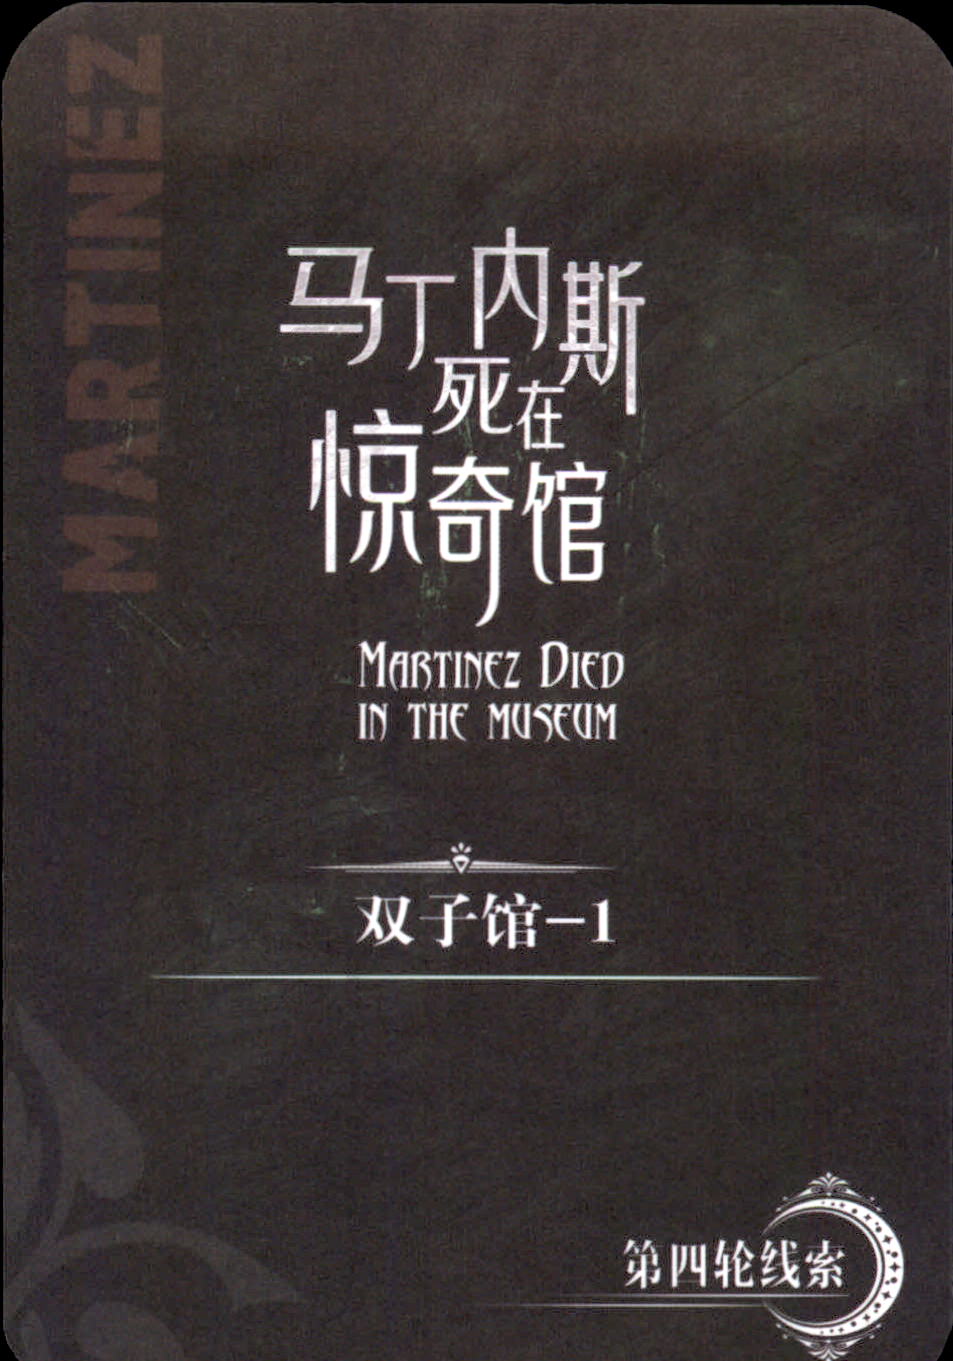 MARTINEZ
马丁内斯
死在
惊奇馆
MARTINEZ DIED
IN THE MUSEUM
双子馆-1
第四轮线索